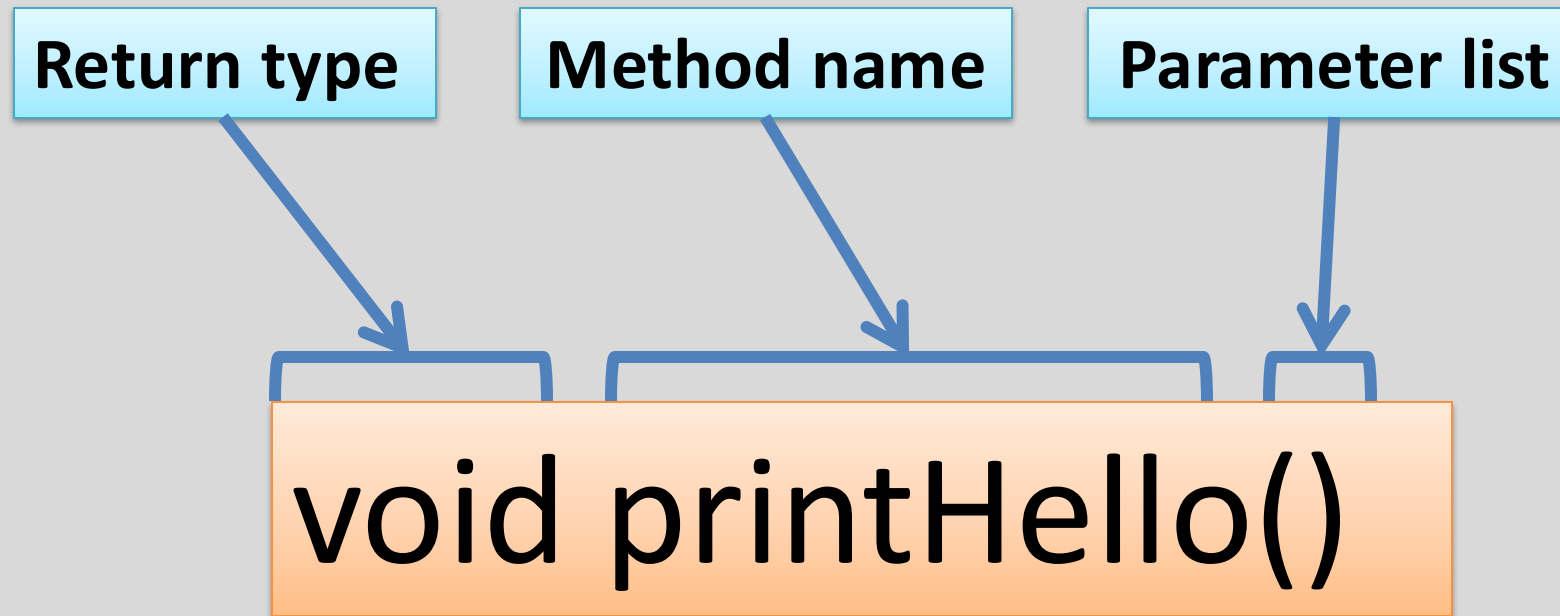 Return type
Method name
Parameter list
void printHello()